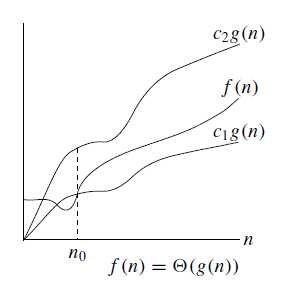 c₂g(n)
f(n)
c₁g(n)
n
n₀
f(n) = Θ(g(n))